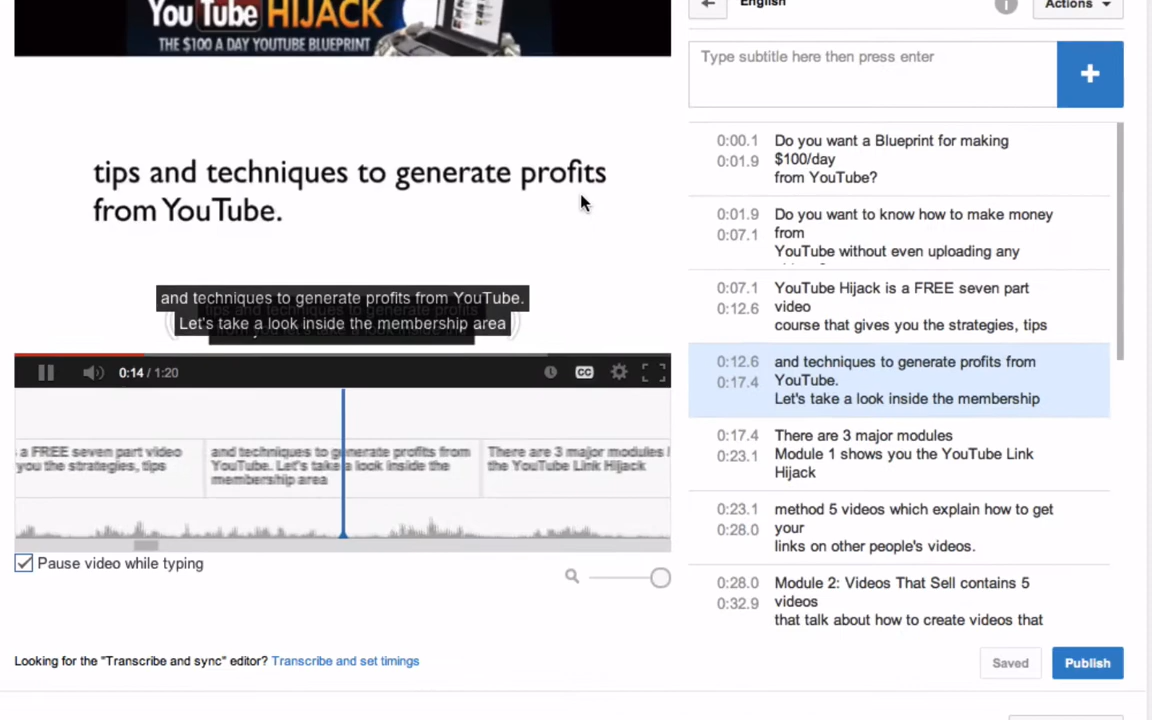 YouTube HIJACK
THE $100 A DAY YOUTUBE BLUEPRINT
tips and techniques to generate profits
from YouTube.
and techniques to generate profits from YouTube.
Let's take a look inside the membership area
0:14 / 1:20
CC
a FREE seven part video
you the strategies, tips
and techniques to generate profits from
YouTube. Let's take a look inside the
membership area
There are 3 major modules
the YouTube Link Hijack
Pause video while typing
Looking for the "Transcribe and sync" editor? Transcribe and set timings
English
Actions
Type subtitle here then press enter
+
0:00.1 Do you want a Blueprint for making
0:01.9 $100/day
from YouTube?
0:01.9 Do you want to know how to make money
0:07.1 from
YouTube without even uploading any
0:07.1 YouTube Hijack is a FREE seven part
0:12.6 video
course that gives you the strategies, tips
0:12.6 and techniques to generate profits from
0:17.4 YouTube.
Let's take a look inside the membership
0:17.4 There are 3 major modules
0:23.1 Module 1 shows you the YouTube Link
Hijack
0:23.1 method 5 videos which explain how to get
0:28.0 your
links on other people's videos.
0:28.0 Module 2: Videos That Sell contains 5
0:32.9 videos
that talk about how to create videos that
Saved
Publish